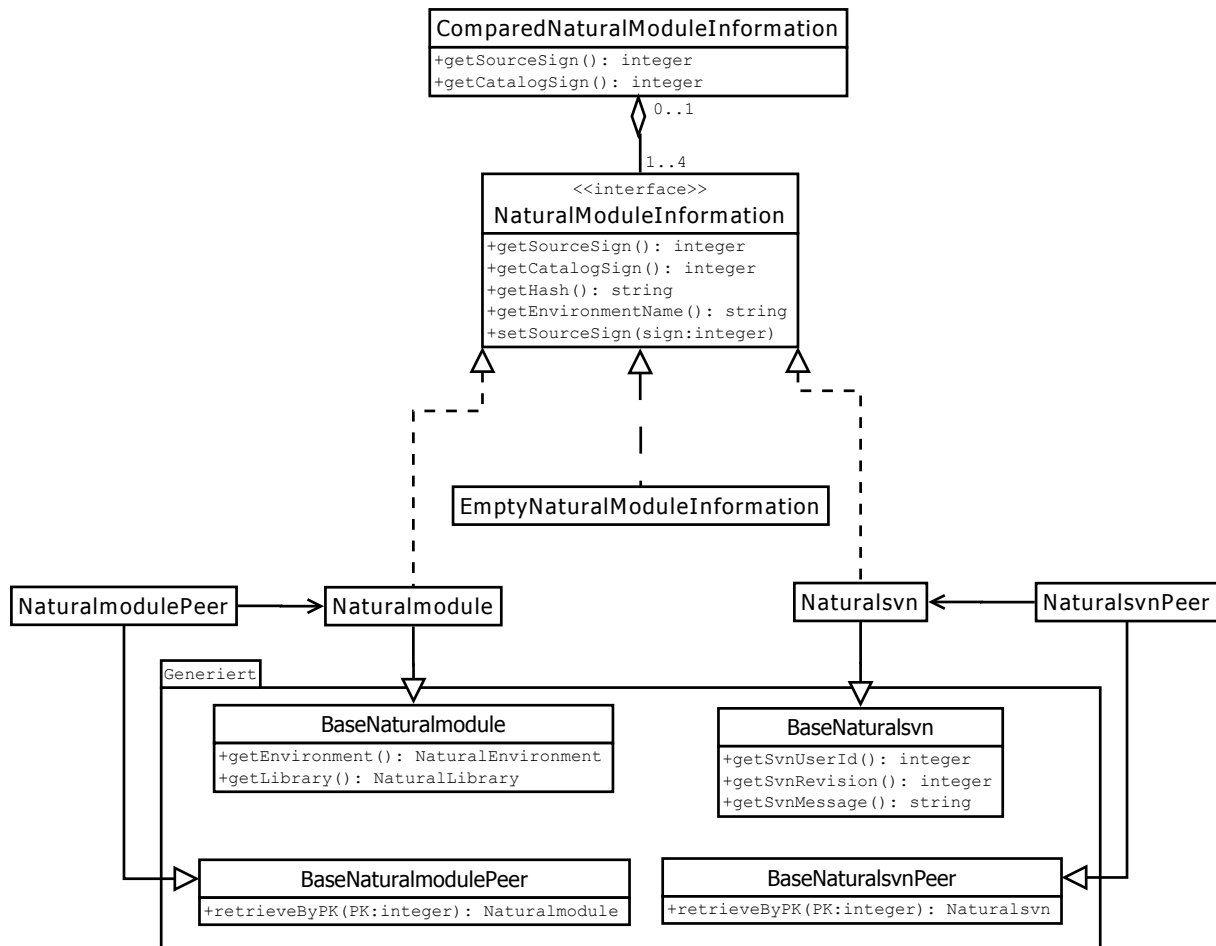 ComparedNaturalModuleInformation
+getSourceSign(): integer
+getCatalogSign(): integer
0..1
1..4
<<interface>>
NaturalModuleInformation
+getSourceSign(): integer
+getCatalogSign(): integer
+getHash(): string
+getEnvironmentName(): string
+setSourceSign(sign:integer)
EmptyNaturalModuleInformation
NaturalmodulePeer
Naturalmodule
Naturalsvn
NaturalsvnPeer
Generiert
BaseNaturalmodule
+getEnvironment(): NaturalEnvironment
+getLibrary(): NaturalLibrary
BaseNaturalsvn
+getSvnUserId(): integer
+getSvnRevision(): integer
+getSvnMessage(): string
BaseNaturalmodulePeer
+retrieveByPK(PK:integer): Naturalmodule
BaseNaturalsvnPeer
+retrieveByPK(PK:integer): Naturalsvn